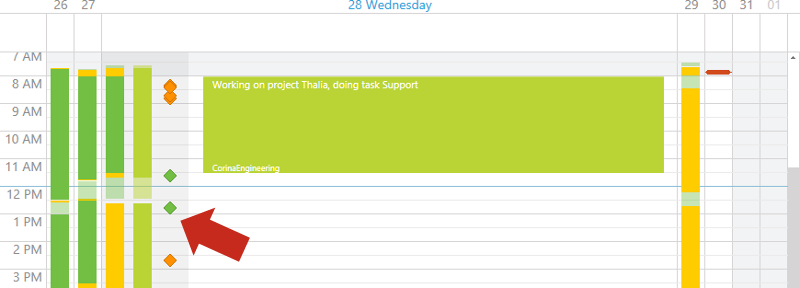 26 27 28 Wednesday 29 30 31 01
7 AM
8 AM
Working on project Thalia, doing task Support
9 AM
10 AM
11 AM
CorinaEngineering
12 PM
1 PM
2 PM
3 PM